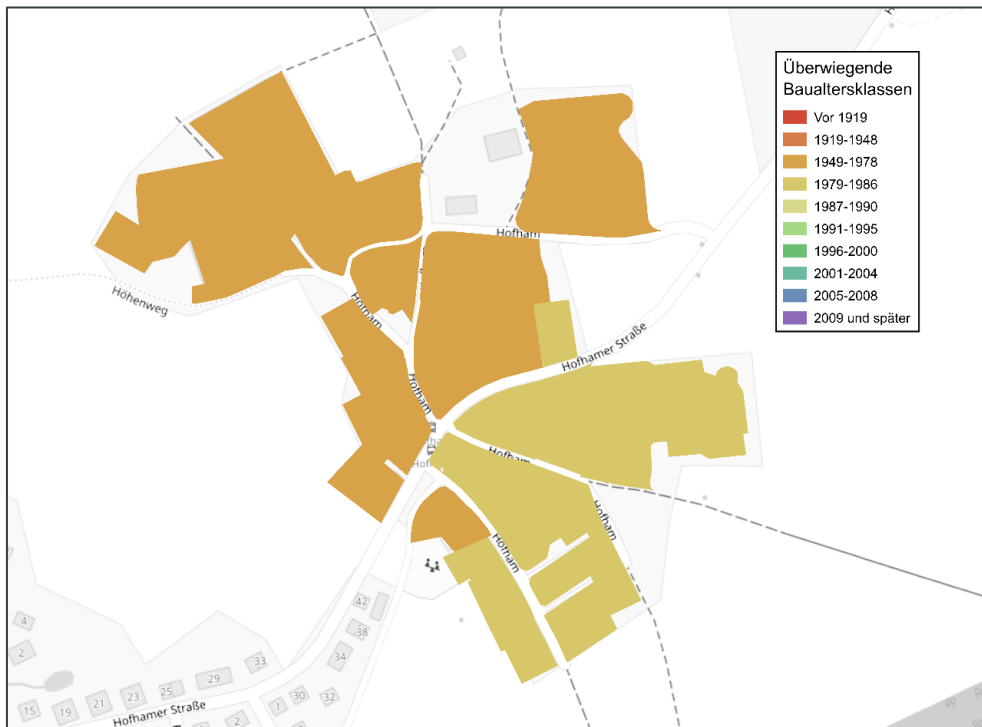 Überwiegende
Baualtersklassen
Vor 1919
1919-1948
1949-1978
1979-1986
1987-1990
1991-1995
1996-2000
2001-2004
2005-2008
2009 und später
Hofham
Höhenweg
Hofham
Hofhamer Straße
Hofham
Hofham
Hofham
Hofham
42
38
34
33
4
2
29
25
23
21
19
15
30
32
1
2
Hofhamer Straße